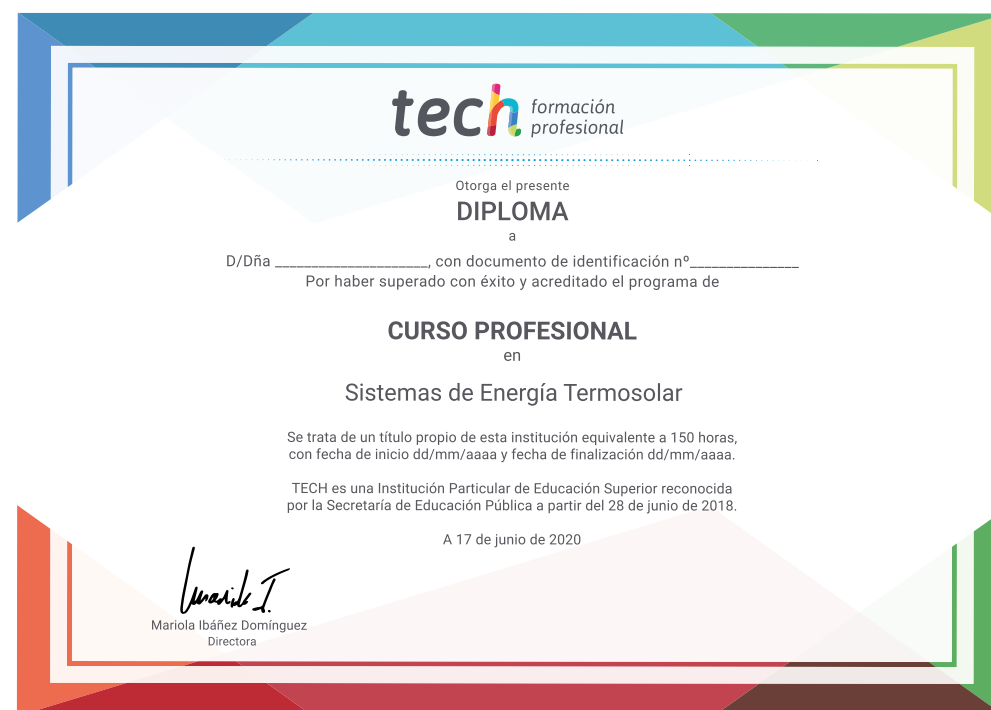 tech formación
profesional
Otorga el presente
DIPLOMA
a
D/Dña _____________________, con documento de identificación nº_______________
Por haber superado con éxito y acreditado el programa de
CURSO PROFESIONAL
en
Sistemas de Energía Termosolar
Se trata de un título propio de esta institución equivalente a 150 horas,
con fecha de inicio dd/mm/aaaa y fecha de finalización dd/mm/aaaa.
TECH es una Institución Particular de Educación Superior reconocida
por la Secretaría de Educación Pública a partir del 28 de junio de 2018.
A 17 de junio de 2020
Mariola Ibáñez Domínguez
Directora